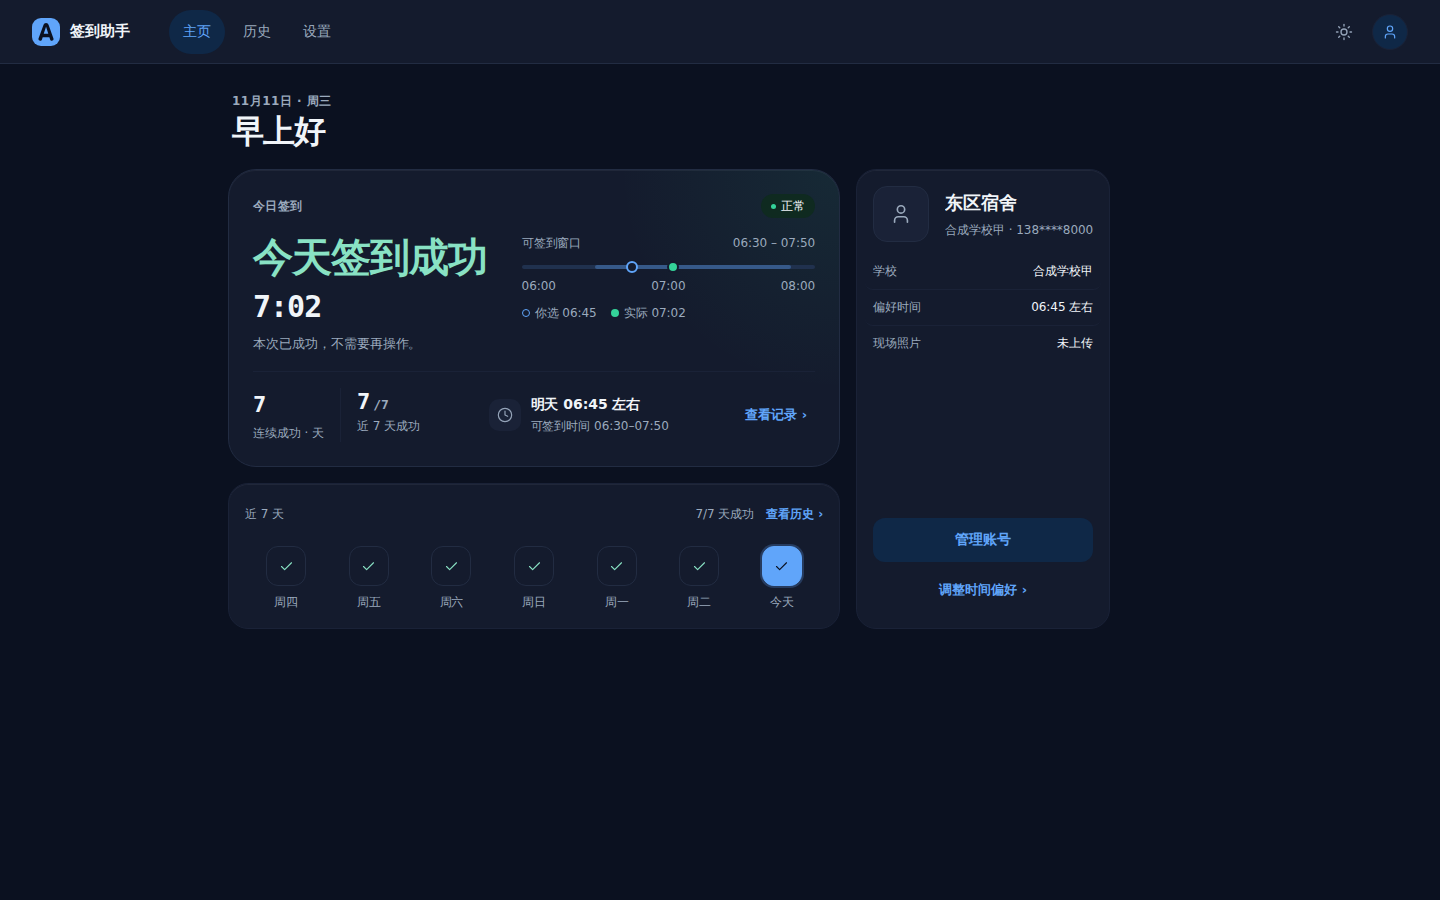 签到助手
主页
历史
设置
11月11日 · 周三
早上好
今日签到
正常
今天签到成功
7:02
本次已成功，不需要再操作。
可签到窗口
06:30 – 07:50
06:00
07:00
08:00
你选 06:45
实际 07:02
7
连续成功 · 天
7 /7
近 7 天成功
明天 06:45 左右
可签到时间 06:30–07:50
查看记录 ›
近 7 天
7/7 天成功
查看历史 ›
周四
周五
周六
周日
周一
周二
今天
东区宿舍
合成学校甲 · 138****8000
学校
合成学校甲
偏好时间
06:45 左右
现场照片
未上传
管理账号
调整时间偏好 ›